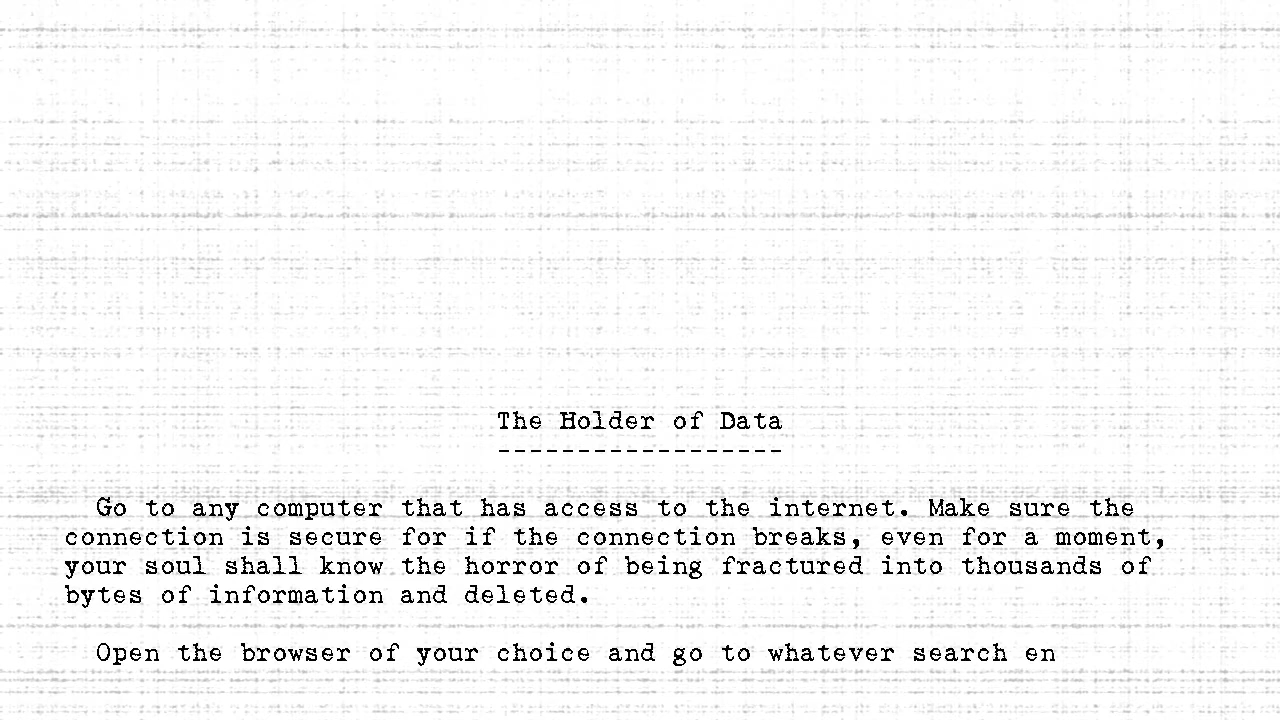 The Holder of Data
------------------
Go to any computer that has access to the internet. Make sure the
connection is secure for if the connection breaks, even for a moment,
your soul shall know the horror of being fractured into thousands of
bytes of information and deleted.
Open the browser of your choice and go to whatever search en